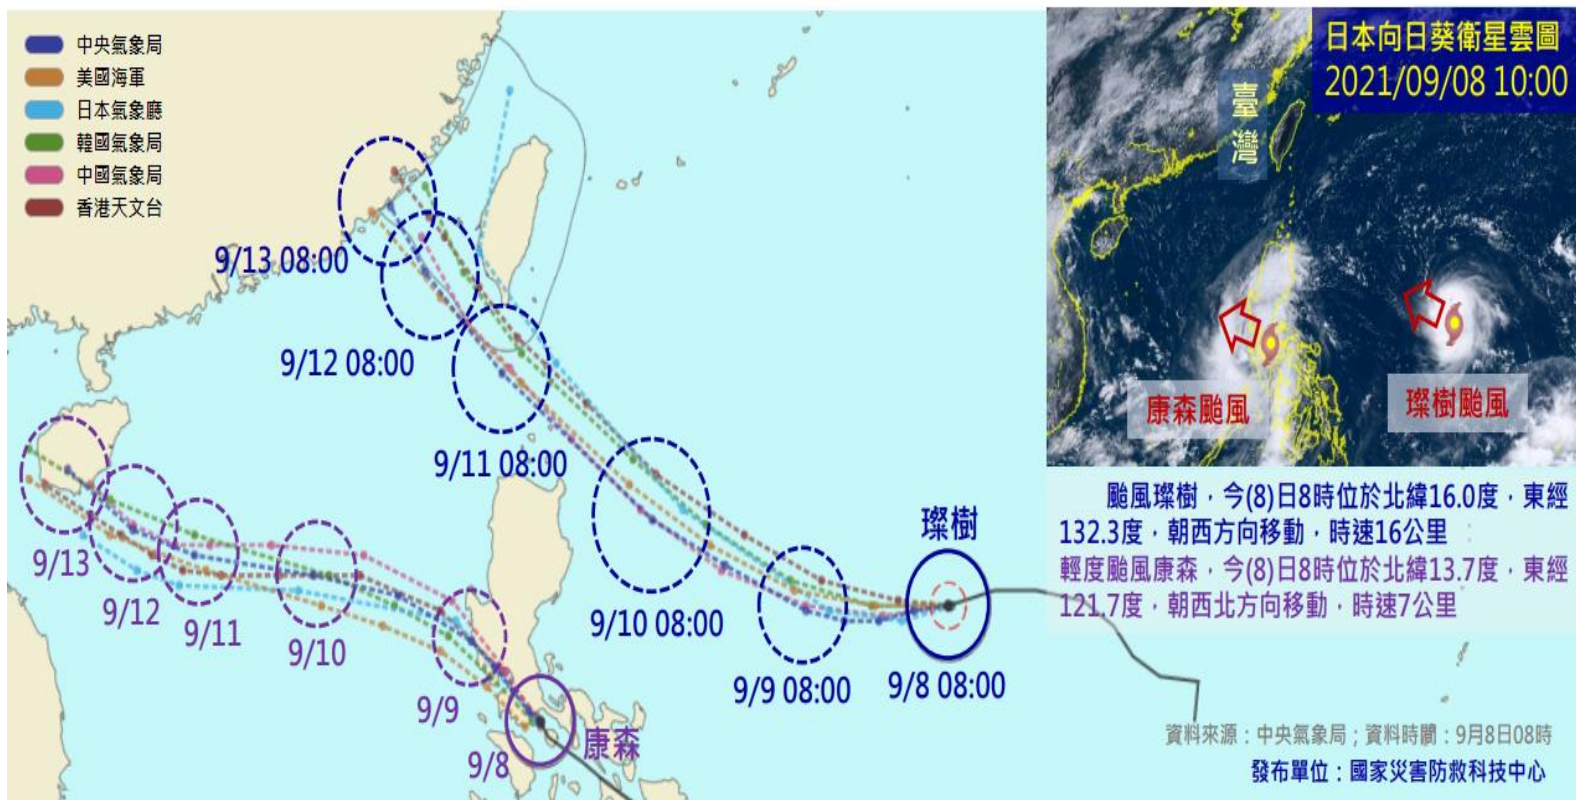 中央氣象局
美國海軍
日本氣象廳
韓國氣象局
中國氣象局
香港天文台
9/13 08:00
9/12 08:00
9/11 08:00
9/10 08:00
9/9 08:00
9/8 08:00
璨樹
9/13
9/12
9/11
9/10
9/9
9/8
康森
日本向日葵衛星雲圖
2021/09/08 10:00
臺灣
康森颱風
璨樹颱風
颱風璨樹，今(8)日8時位於北緯16.0度，東經
132.3度，朝西方向移動，時速16公里
輕度颱風康森，今(8)日8時位於北緯13.7度，東經
121.7度，朝西北方向移動，時速7公里
資料來源：中央氣象局；資料時間：9月8日08時
發布單位：國家災害防救科技中心